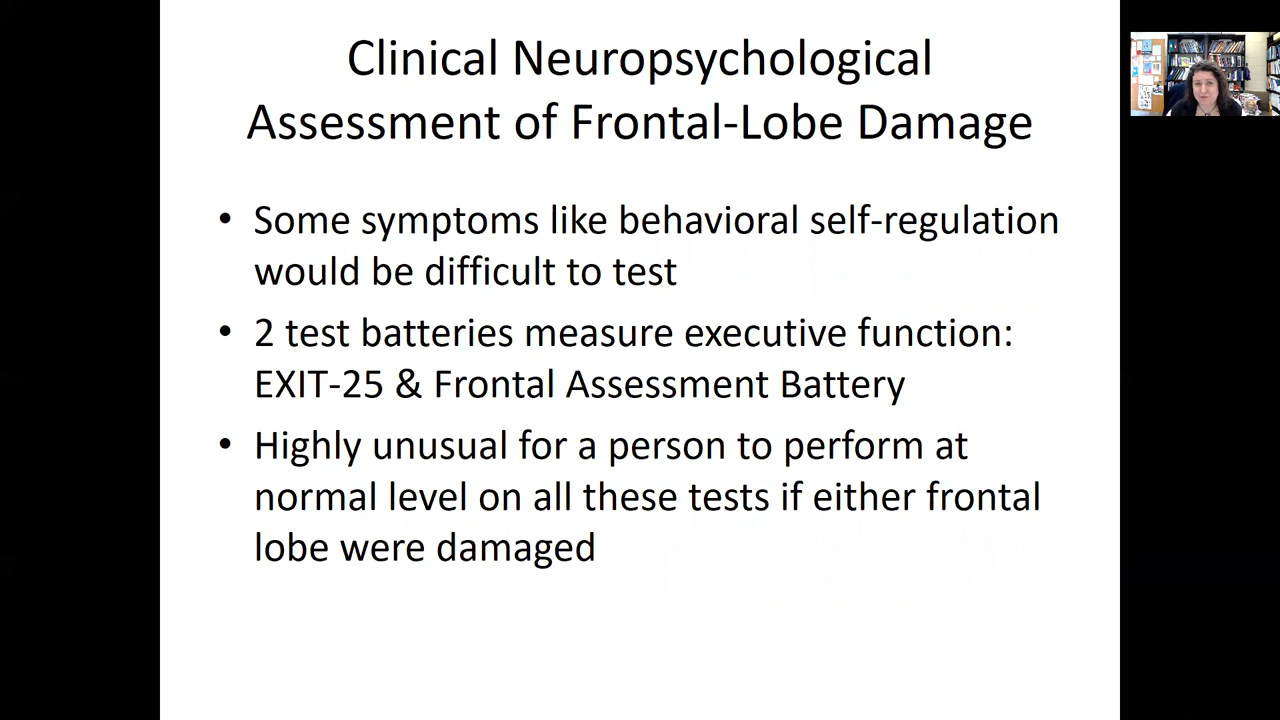 Clinical Neuropsychological
Assessment of Frontal-Lobe Damage
• Some symptoms like behavioral self-regulation
would be difficult to test
• 2 test batteries measure executive function:
EXIT-25 & Frontal Assessment Battery
• Highly unusual for a person to perform at
normal level on all these tests if either frontal
lobe were damaged